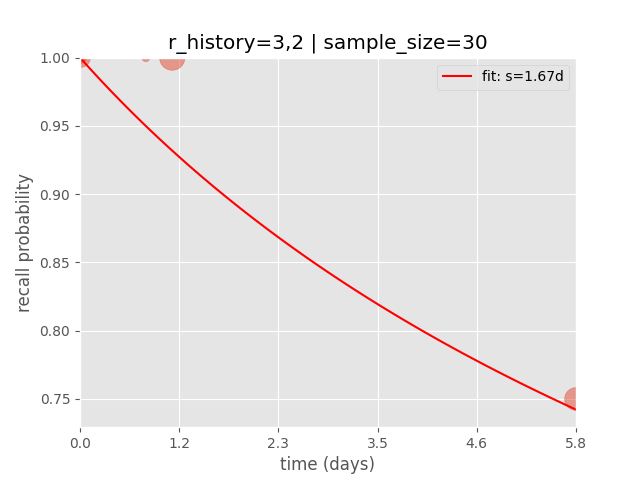 r_history=3,2 | sample_size=30
fit: s=1.67d
1.00
0.95
0.90
0.85
0.80
0.75
recall probability
0.0 1.2 2.3 3.5 4.6 5.8
time (days)